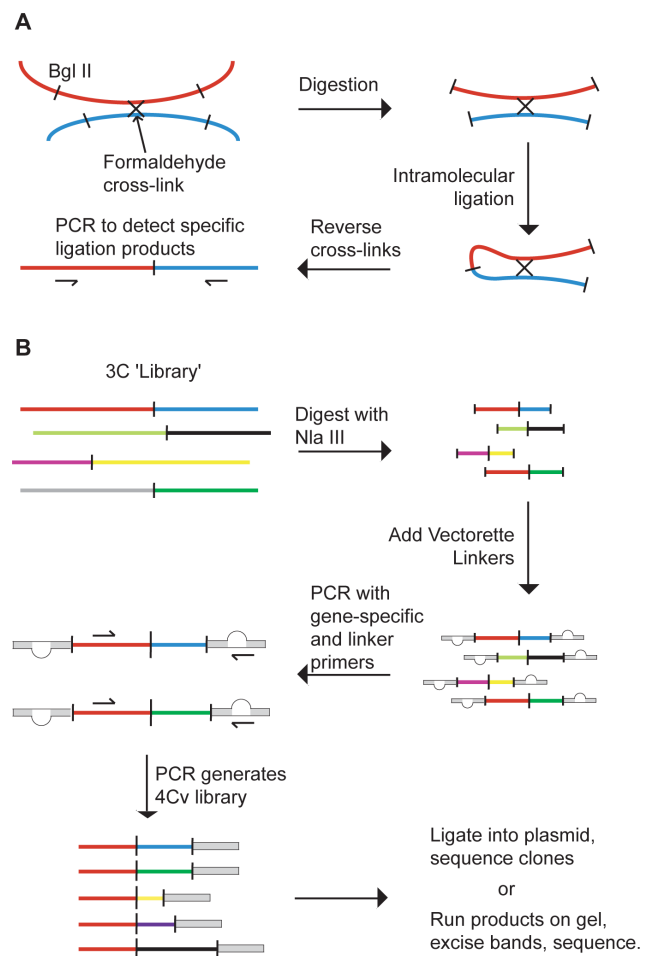 A
Bgl II
Digestion
Formaldehyde
cross-link
Intramolecular
ligation
PCR to detect specific
ligation products
Reverse
cross-links
B
3C 'Library'
Digest with
Nla III
Add Vectorette
Linkers
PCR with
gene-specific
and linker
primers
PCR generates
4Cv library
Ligate into plasmid,
sequence clones
or
Run products on gel,
excise bands, sequence.